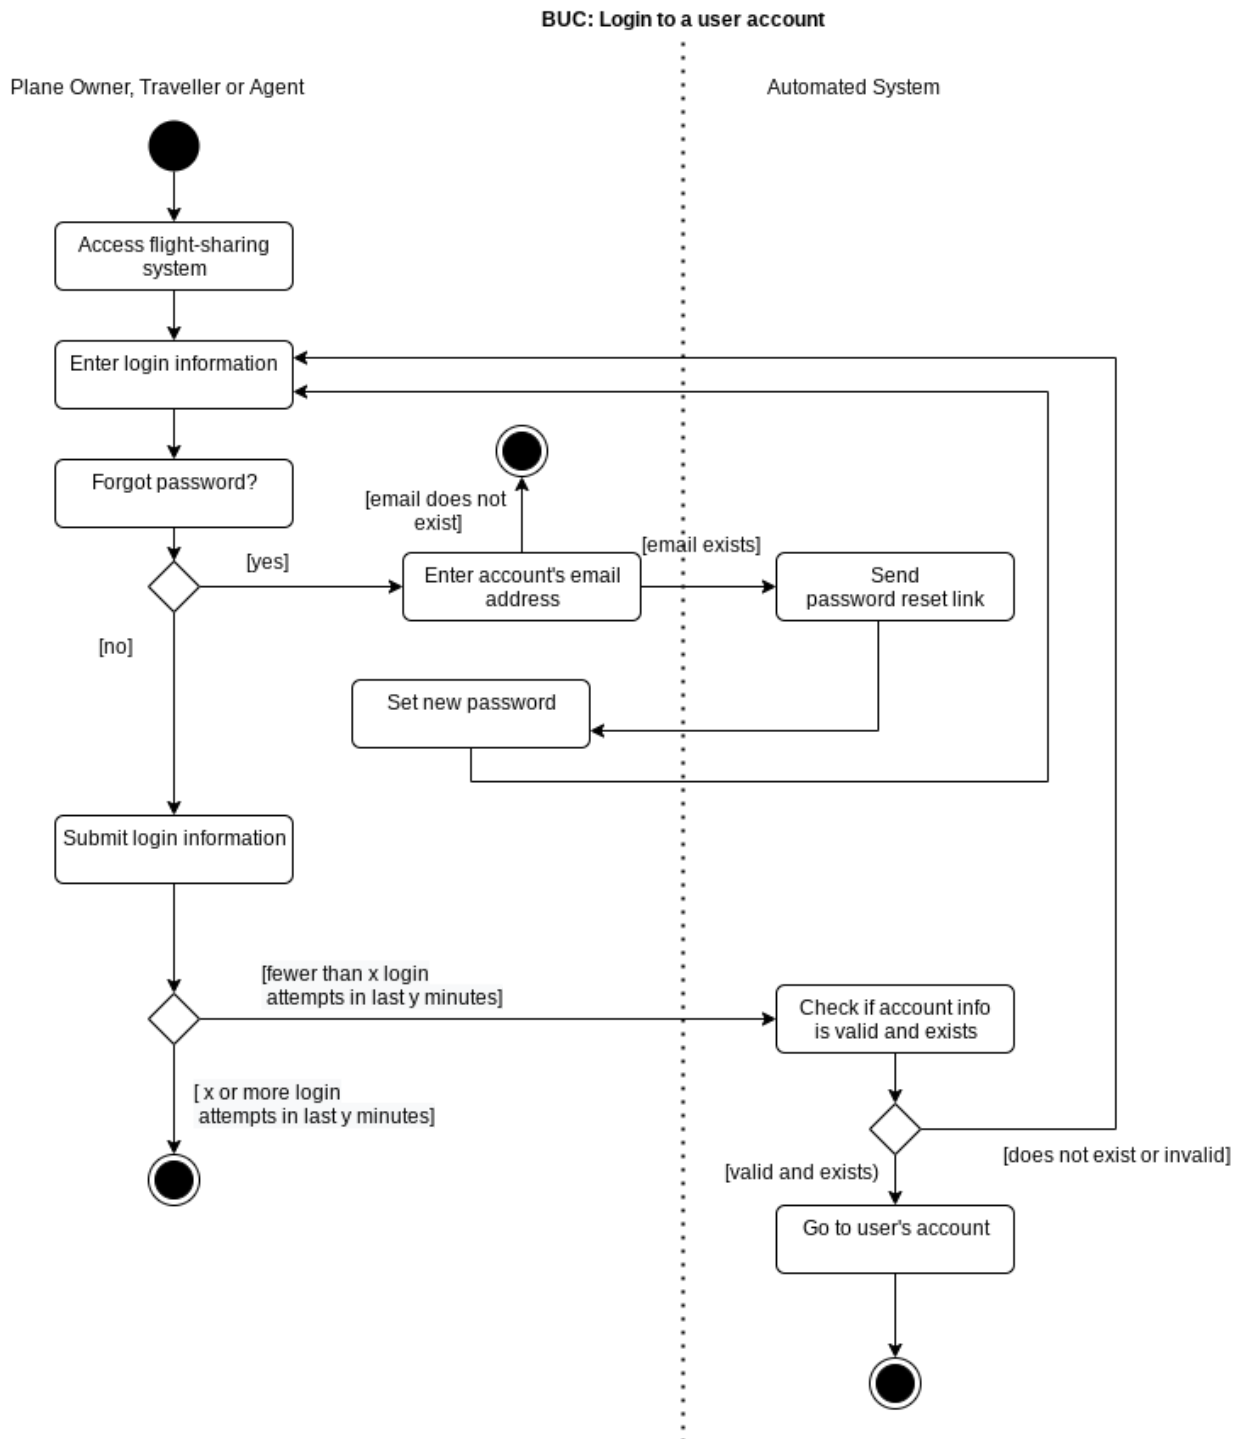 BUC: Login to a user account
Plane Owner, Traveller or Agent
Automated System
Access flight-sharing
system
Enter login information
Forgot password?
[email does not
exist]
[email exists]
[yes]
Enter account's email
address
Send
password reset link
[no]
Set new password
Submit login information
[fewer than x login
attempts in last y minutes]
Check if account info
is valid and exists
[ x or more login
attempts in last y minutes]
[does not exist or invalid]
[valid and exists)
Go to user's account